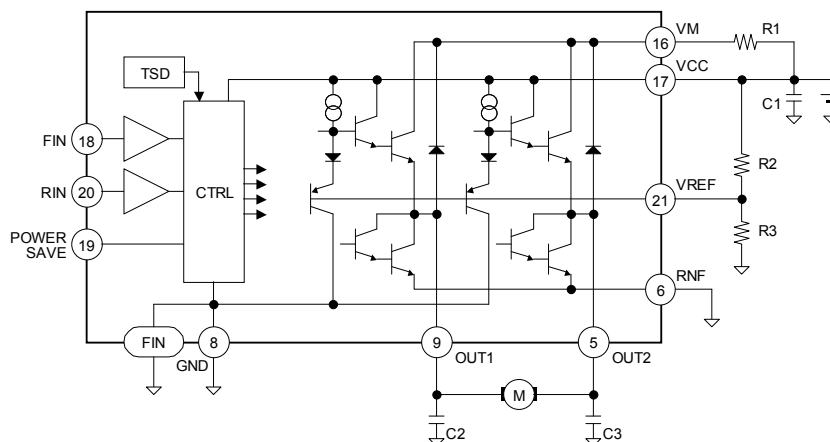 VM
R1
16
VCC
TSD
17
C1
FIN
18
R2
CTRL
RIN
20
VREF
21
POWER
SAVE
19
R3
RNF
6
FIN
8
GND
9
OUT1
5
OUT2
M
C2
C3